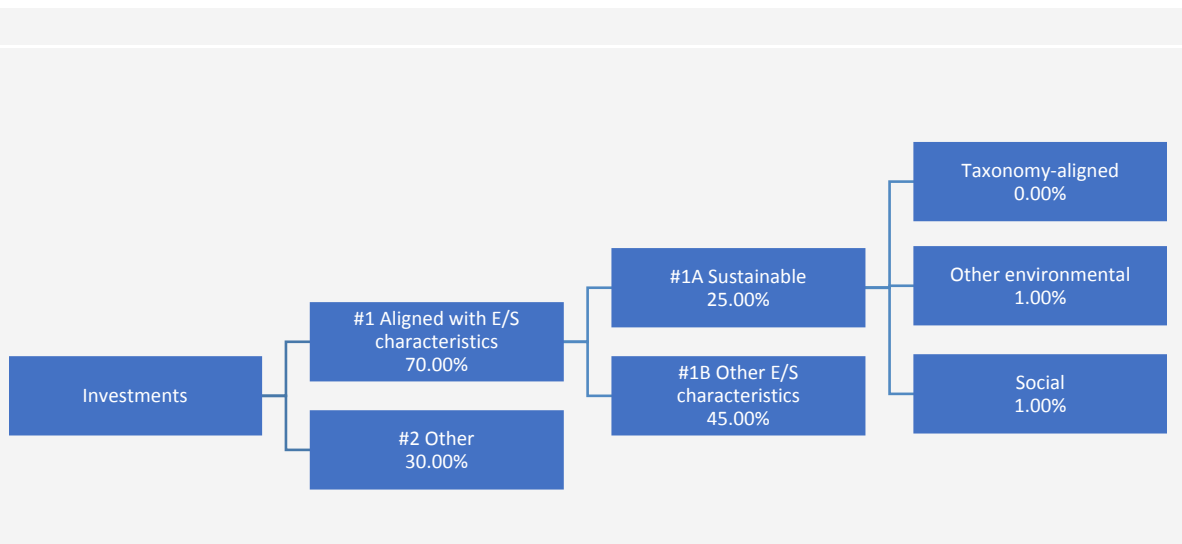 Investments
#1 Aligned with E/S
characteristics
70.00%
#2 Other
30.00%
#1A Sustainable
25.00%
#1B Other E/S
characteristics
45.00%
Taxonomy-aligned
0.00%
Other environmental
1.00%
Social
1.00%